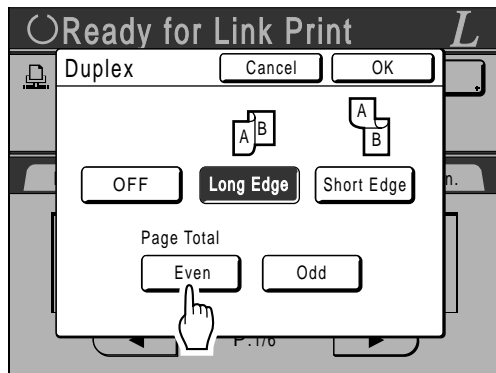 Ready for Link Print L
Duplex Cancel OK
A B A B
OFF Long Edge Short Edge
n.
Page Total
Even Odd
P.1/6